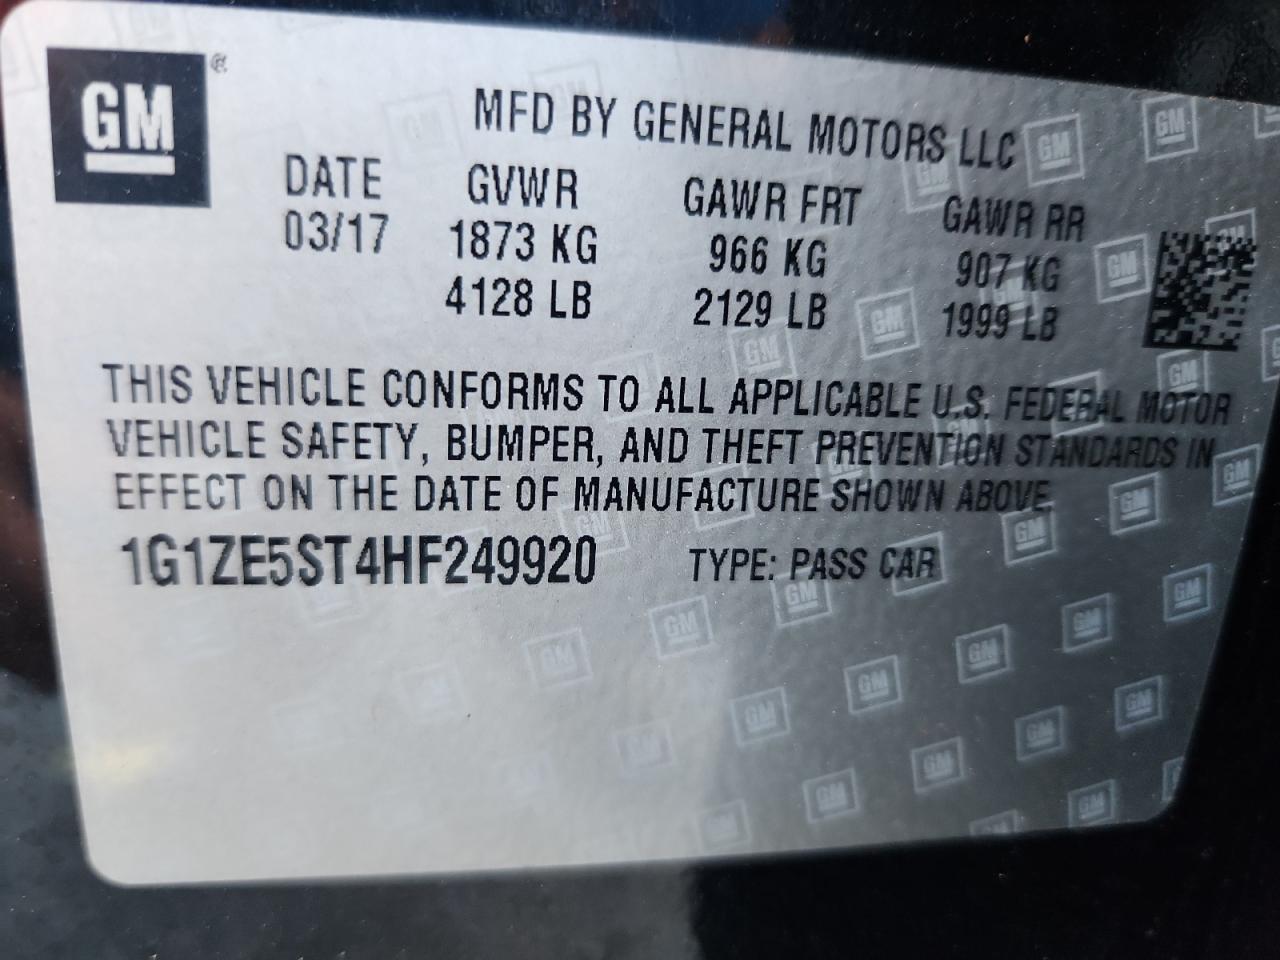 GM ®
MFD BY GENERAL MOTORS LLC
DATE GVWR GAWR FRT GAWR RR
03/17 1873 KG 966 KG 907 KG
4128 LB 2129 LB 1999 LB
THIS VEHICLE CONFORMS TO ALL APPLICABLE U.S. FEDERAL MOTOR
VEHICLE SAFETY, BUMPER, AND THEFT PREVENTION STANDARDS IN
EFFECT ON THE DATE OF MANUFACTURE SHOWN ABOVE.
1G1ZE5ST4HF249920 TYPE: PASS CAR